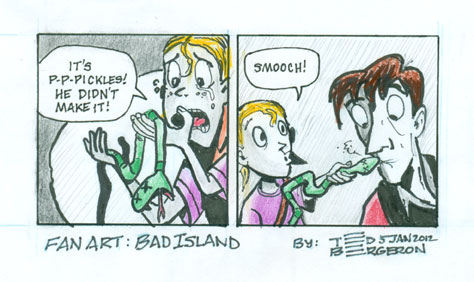 IT'S
P-P-PICKLES!
HE DIDN'T
MAKE IT!
SMOOCH!
FAN ART: BAD ISLAND
BY: TED 5 JAN 2012
BERGERON